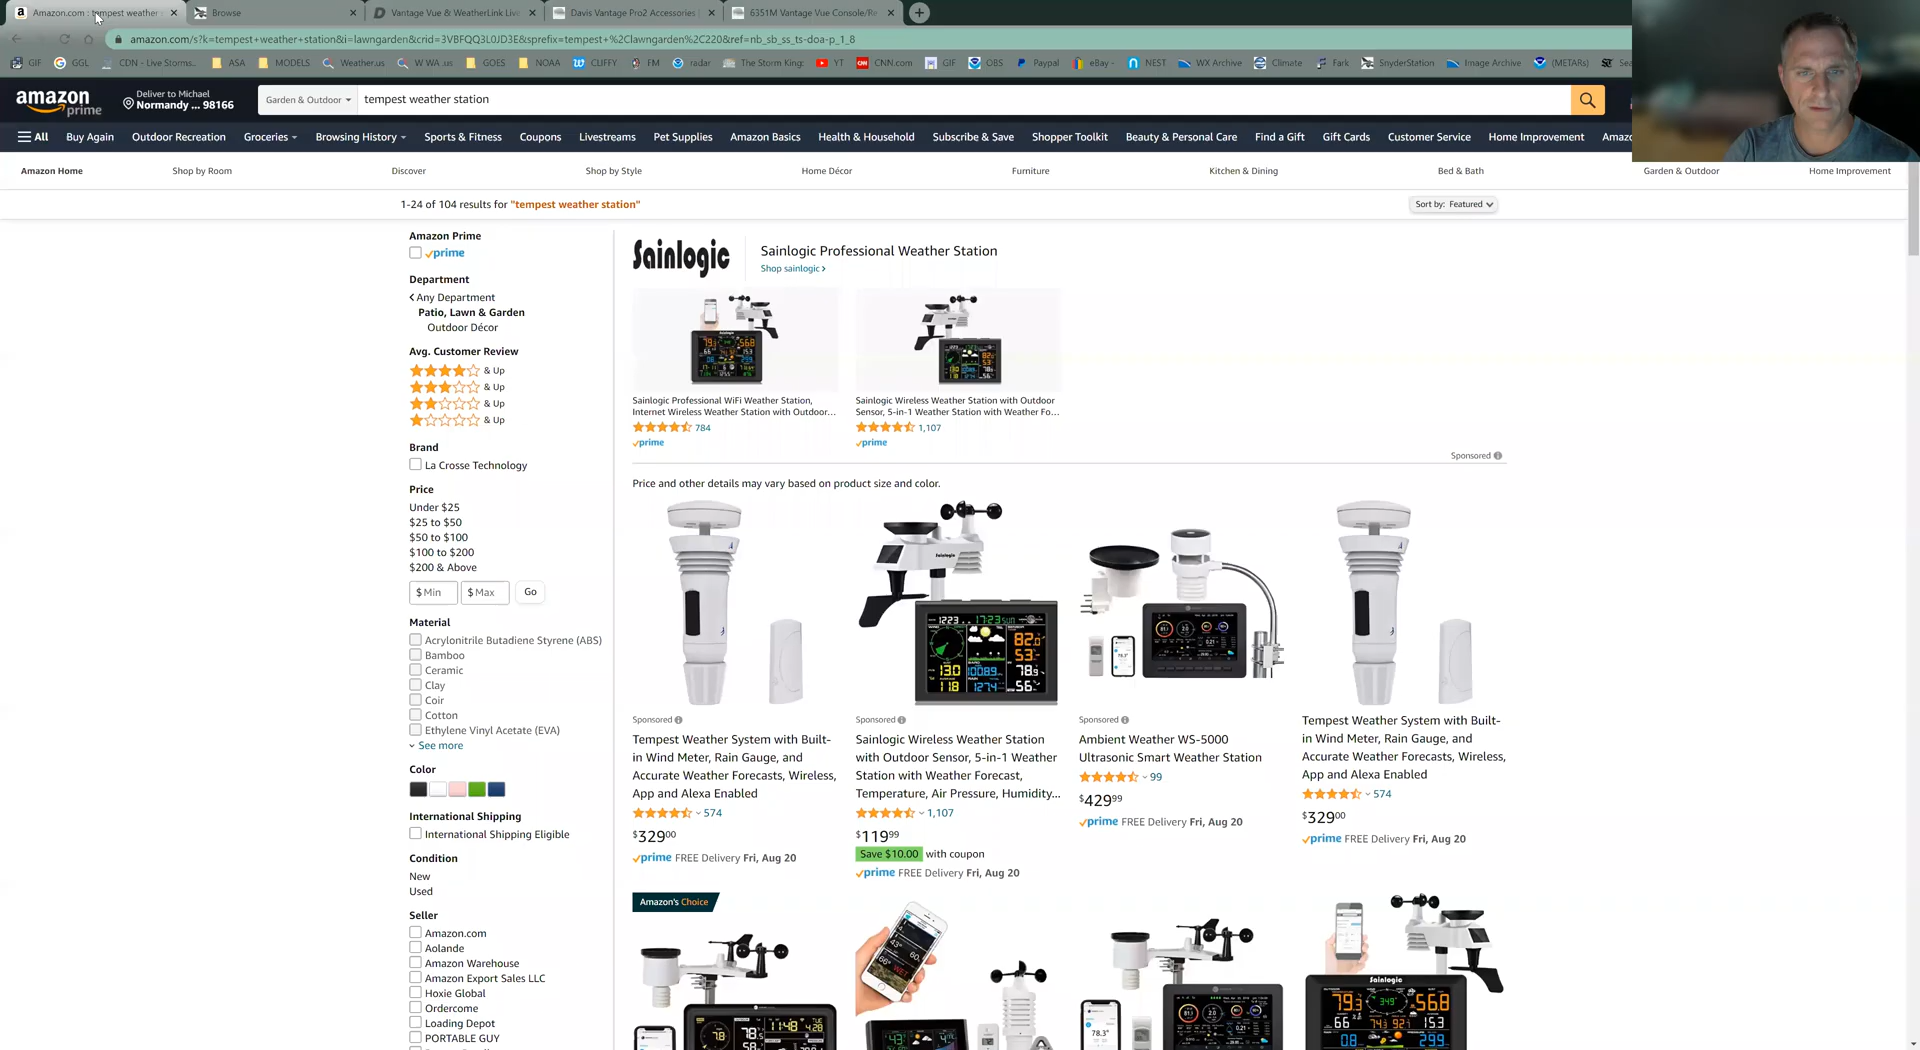 Amazon.com : tempest weather
Browse
Vantage Vue & WeatherLink Liv
Davis Vantage Pro2 Accessories
6351M Vantage Vue Console/Re
amazon.com/s?k=tempest+weather+station&i=lawngarden&crid=3VBFQQ3L0JD3E&sprefix=tempest+%2Clawngarden%2C220&ref=nb_sb_ss_ts-doa-p_1_8
GIF GGL CDN - Live Storms... ASA MODELS Weather.us W WA .us GOES NOAA CLIFFY FM radar The Storm King: YT CNN.com GIF OBS Paypal eBay - NEST WX Archive Climate Fark SnyderStation Image Archive (METARs) Sea
amazon prime
Deliver to Michael
Normandy ... 98166
Garden & Outdoor
tempest weather station
All Buy Again Outdoor Recreation Groceries Browsing History Sports & Fitness Coupons Livestreams Pet Supplies Amazon Basics Health & Household Subscribe & Save Shopper Toolkit Beauty & Personal Care Find a Gift Gift Cards Customer Service Home Improvement Amaz
Amazon Home Shop by Room Discover Shop by Style Home Décor Furniture Kitchen & Dining Bed & Bath Garden & Outdoor Home Improvement
1-24 of 104 results for "tempest weather station"
Sort by: Featured
Amazon Prime
prime
Department
Any Department
Patio, Lawn & Garden
Outdoor Décor
Avg. Customer Review
& Up
& Up
& Up
& Up
Brand
La Crosse Technology
Price
Under $25
$25 to $50
$50 to $100
$100 to $200
$200 & Above
$ Min $ Max Go
Material
Acrylonitrile Butadiene Styrene (ABS)
Bamboo
Ceramic
Clay
Coir
Cotton
Ethylene Vinyl Acetate (EVA)
See more
Color
International Shipping
International Shipping Eligible
Condition
New
Used
Seller
Amazon.com
Aolande
Amazon Warehouse
Amazon Export Sales LLC
Hoxie Global
Ordercome
Loading Depot
PORTABLE GUY
Sainlogic
Sainlogic Professional Weather Station
Shop sainlogic ›
Sainlogic Professional WiFi Weather Station,
Internet Wireless Weather Station with Outdoor...
784
prime
Sainlogic Wireless Weather Station with Outdoor
Sensor, 5-in-1 Weather Station with Weather Fo...
1,107
prime
Sponsored
Price and other details may vary based on product size and color.
Sponsored
Tempest Weather System with Built-
in Wind Meter, Rain Gauge, and
Accurate Weather Forecasts, Wireless,
App and Alexa Enabled
574
$32900
prime FREE Delivery Fri, Aug 20
Sponsored
Sainlogic Wireless Weather Station
with Outdoor Sensor, 5-in-1 Weather
Station with Weather Forecast,
Temperature, Air Pressure, Humidity...
1,107
$11999
Save $10.00 with coupon
prime FREE Delivery Fri, Aug 20
Sponsored
Ambient Weather WS-5000
Ultrasonic Smart Weather Station
99
$42999
prime FREE Delivery Fri, Aug 20
Tempest Weather System with Built-
in Wind Meter, Rain Gauge, and
Accurate Weather Forecasts, Wireless,
App and Alexa Enabled
574
$32900
prime FREE Delivery Fri, Aug 20
Amazon's Choice
Sainlogic